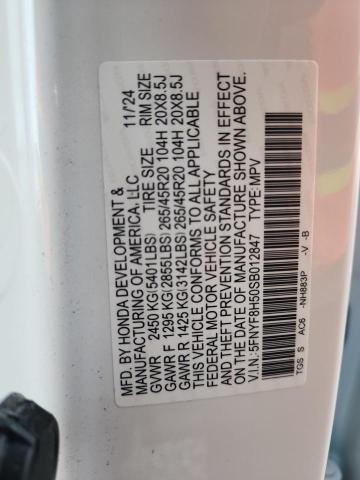 MFD. BY HONDA DEVELOPMENT & 11/24
MANUFACTURING OF AMERICA, LLC
TIRE SIZE RIM SIZE
GVWR 2450 KG(5401LBS)
GAWR F 1295 KG(2855LBS)265/45R20 104H 20X8.5J
GAWR R 1425 KG(3142LBS)265/45R20 104H 20X8.5J
THIS VEHICLE CONFORMS TO ALL APPLICABLE
FEDERAL MOTOR VEHICLE SAFETY
AND THEFT PREVENTION STANDARDS IN EFFECT
ON THE DATE OF MANUFACTURE SHOWN ABOVE.
V.I.N.:5FNYF8H50SB012847 TYPE:MPV
TGS S AC6 -NH883P -V -B